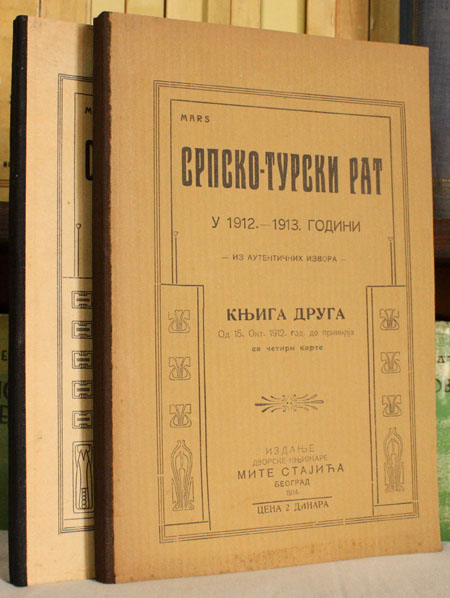 MARS
СРПСКО-ТУРСКИ РАТ
У 1912.—1913. ГОДИНИ
— ИЗ АУТЕНТИЧНИХ ИЗВОРА —
КЊИГА ДРУГА
Од 15. Окт. 1912. год. до примирја
са четири карте
ИЗДАЊЕ
ДВОРСКЕ КЊИЖАРЕ
МИТЕ СТАЈИЋА
БЕОГРАД
1914.
ЦЕНА 2 ДИНАРА